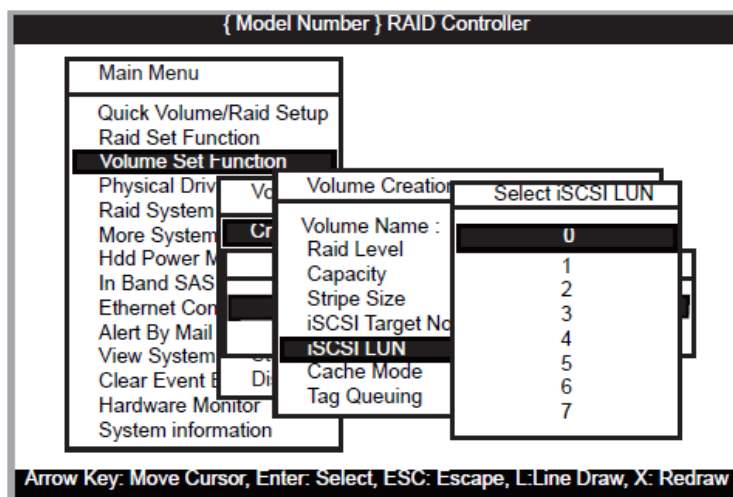 { Model Number } RAID Controller
Main Menu
Quick Volume/Raid Setup
Raid Set Function
Volume Set Function
Physical Driv
Raid System
More System
Hdd Power M
In Band SAS
Ethernet Con
Alert By Mail
View System
Clear Event
Hardware Monitor
System information
Vo
Cr
Di
Volume Creation
Volume Name :
Raid Level
Capacity
Stripe Size
iSCSI Target No
iSCSI LUN
Cache Mode
Tag Queuing
Select iSCSI LUN
0
1
2
3
4
5
6
7
Arrow Key: Move Cursor, Enter: Select, ESC: Escape, L:Line Draw, X: Redraw